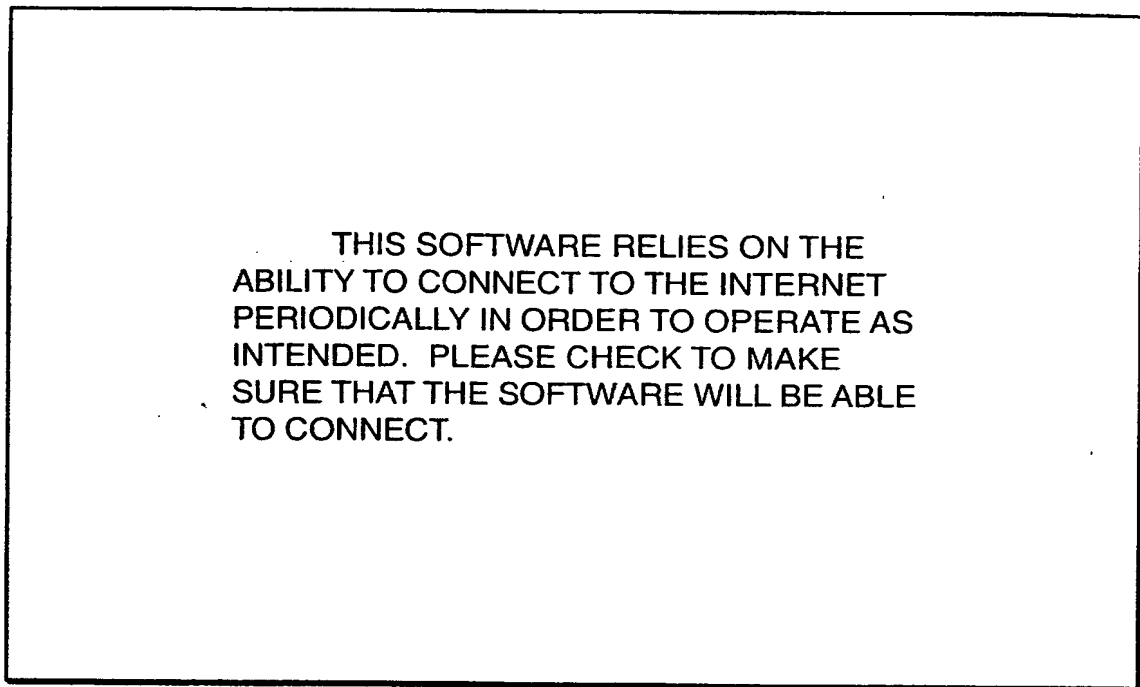 THIS SOFTWARE RELIES ON THE
ABILITY TO CONNECT TO THE INTERNET
PERIODICALLY IN ORDER TO OPERATE AS
INTENDED. PLEASE CHECK TO MAKE
SURE THAT THE SOFTWARE WILL BE ABLE
TO CONNECT.